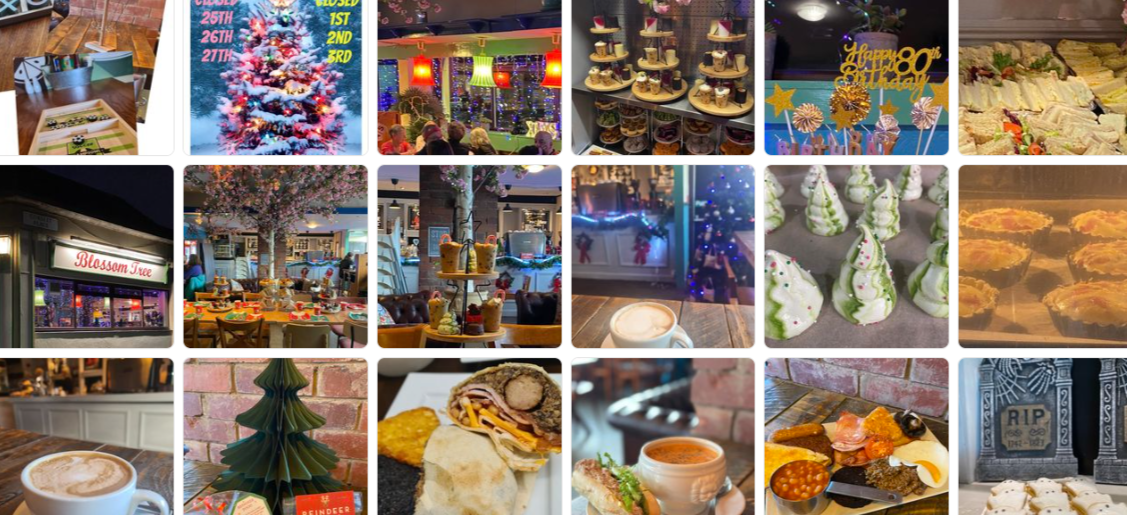 CLOSED
25TH
26TH
27TH
CLOSED
1ST
2ND
3RD
Happy 80th
Birthday
Blossom Tree
REINDEER
RIP